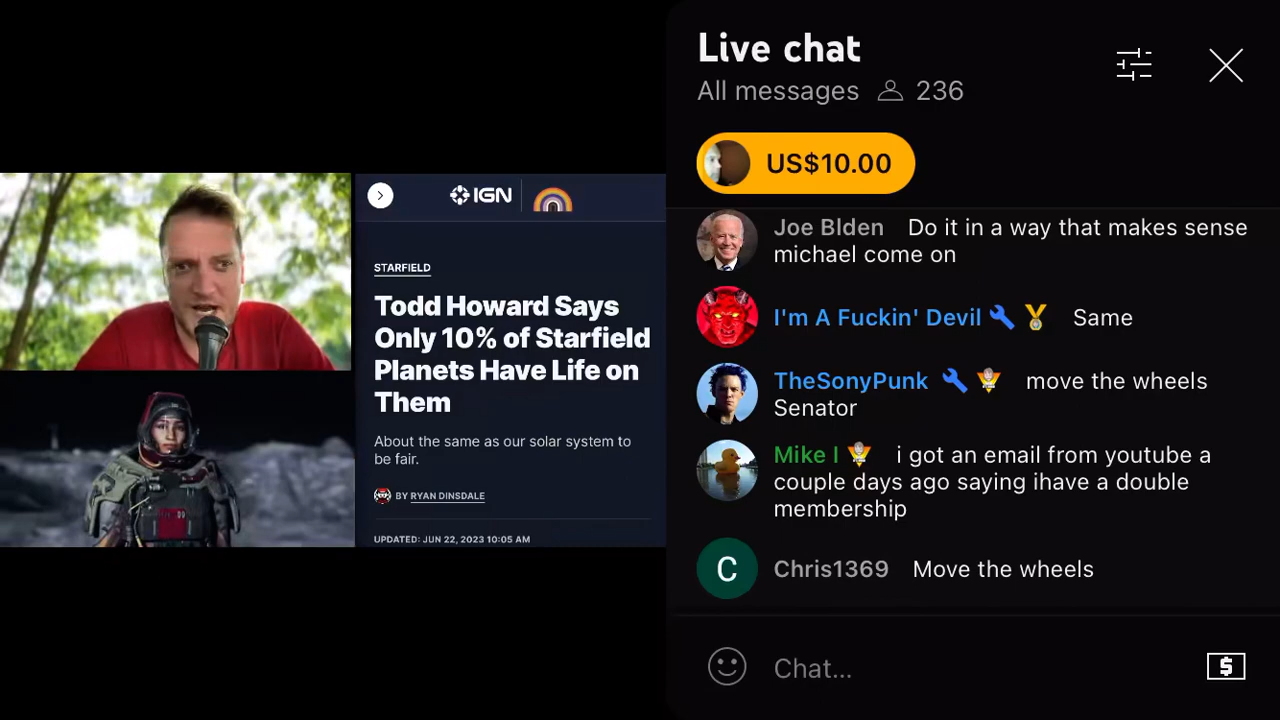 IGN
STARFIELD
Todd Howard Says
Only 10% of Starfield
Planets Have Life on
Them
About the same as our solar system to
be fair.
BY RYAN DINSDALE
UPDATED: JUN 22, 2023 10:05 AM
Live chat
All messages 236
US$10.00
Joe Blden Do it in a way that makes sense
michael come on
I'm A Fuckin' Devil Same
TheSonyPunk move the wheels
Senator
Mike I i got an email from youtube a
couple days ago saying ihave a double
membership
C Chris1369 Move the wheels
Chat...
$